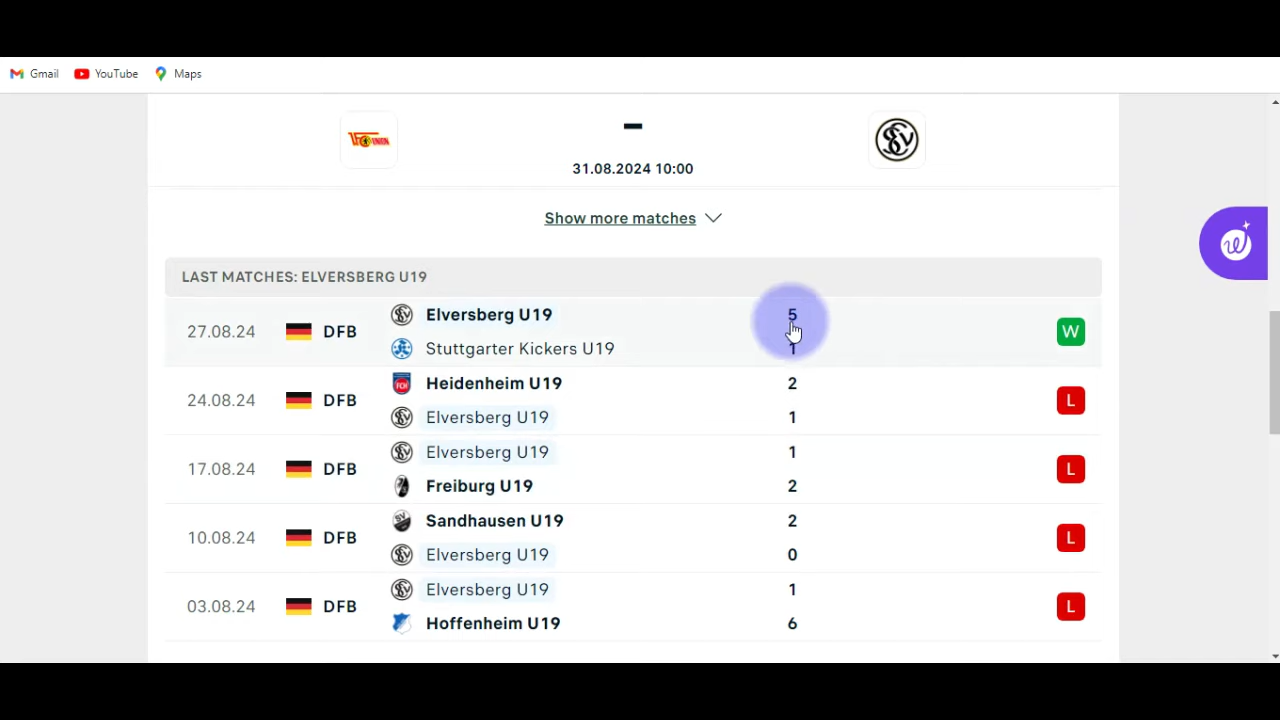 Gmail YouTube Maps
31.08.2024 10:00
Show more matches
LAST MATCHES: ELVERSBERG U19
27.08.24 DFB Elversberg U19 5 W
Stuttgarter Kickers U19 1
24.08.24 DFB Heidenheim U19 2 L
Elversberg U19 1
17.08.24 DFB Elversberg U19 1 L
Freiburg U19 2
10.08.24 DFB Sandhausen U19 2 L
Elversberg U19 0
03.08.24 DFB Elversberg U19 1 L
Hoffenheim U19 6